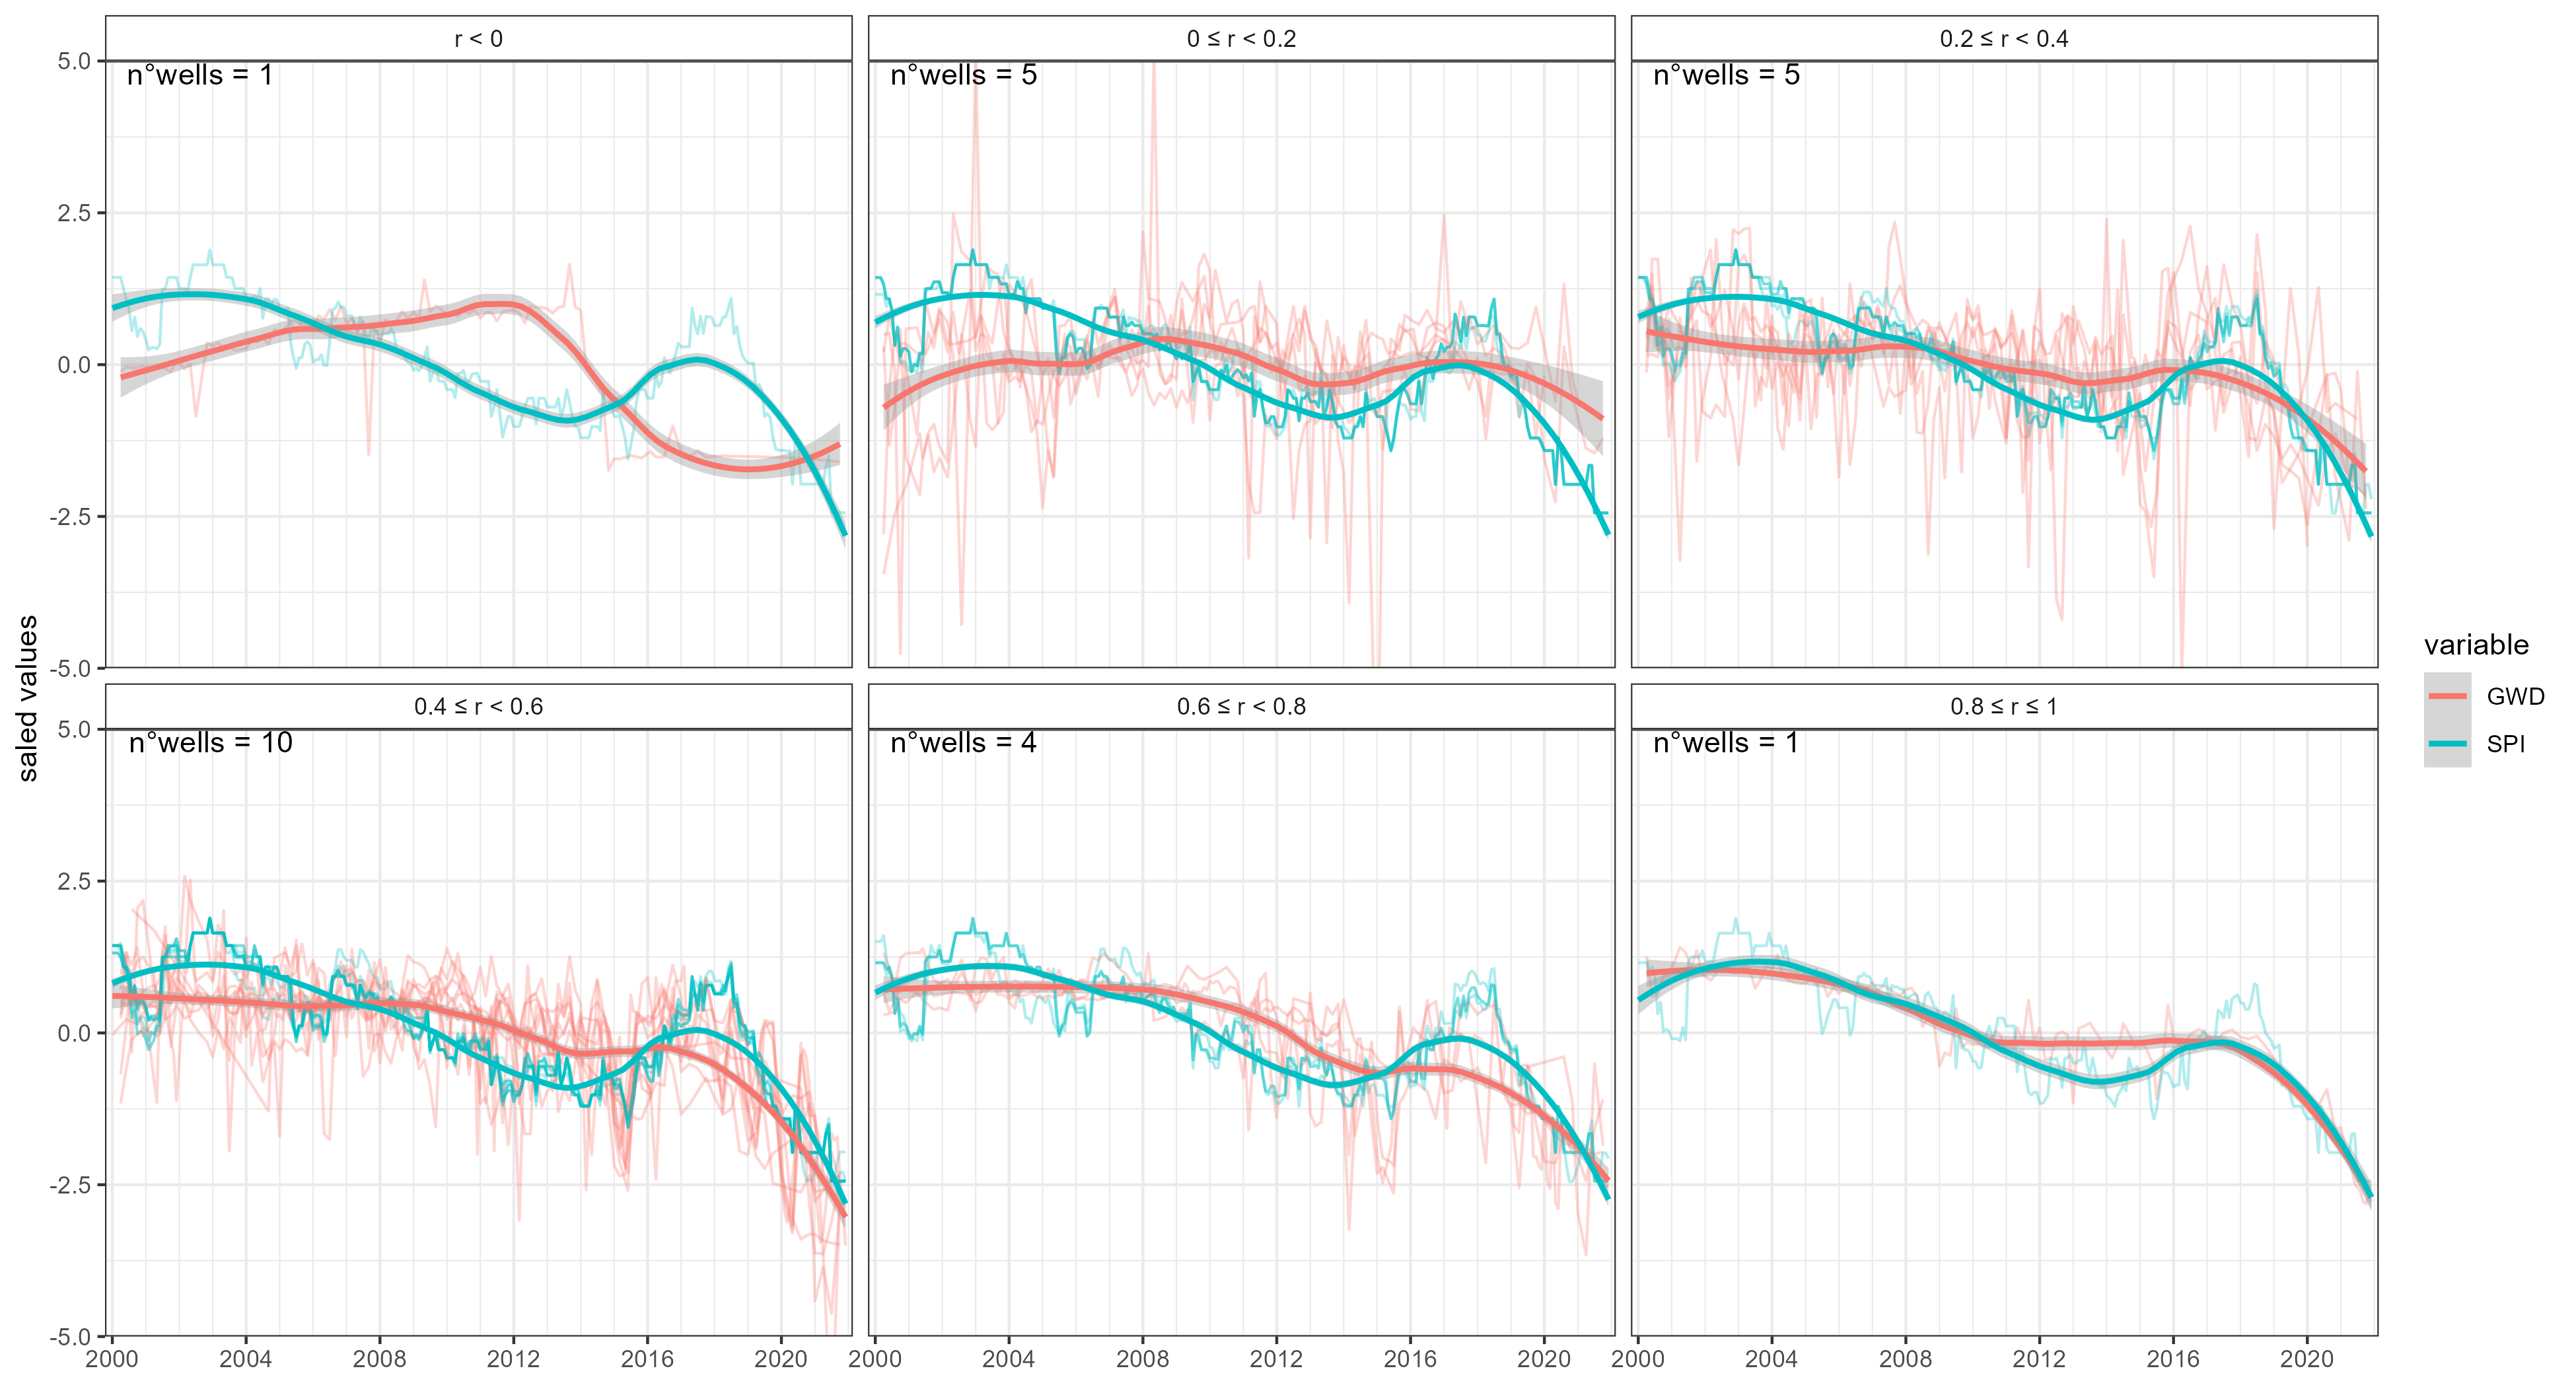 r < 0
0 ≤ r < 0.2
0.2 ≤ r < 0.4
5.0
n°wells = 1
n°wells = 5
n°wells = 5
2.5
0.0
-2.5
-5.0
saled values
0.4 ≤ r < 0.6
0.6 ≤ r < 0.8
0.8 ≤ r ≤ 1
5.0
n°wells = 10
n°wells = 4
n°wells = 1
2.5
0.0
-2.5
-5.0
2000 2004 2008 2012 2016 2020
2000 2004 2008 2012 2016 2020
2000 2004 2008 2012 2016 2020
variable
GWD
SPI